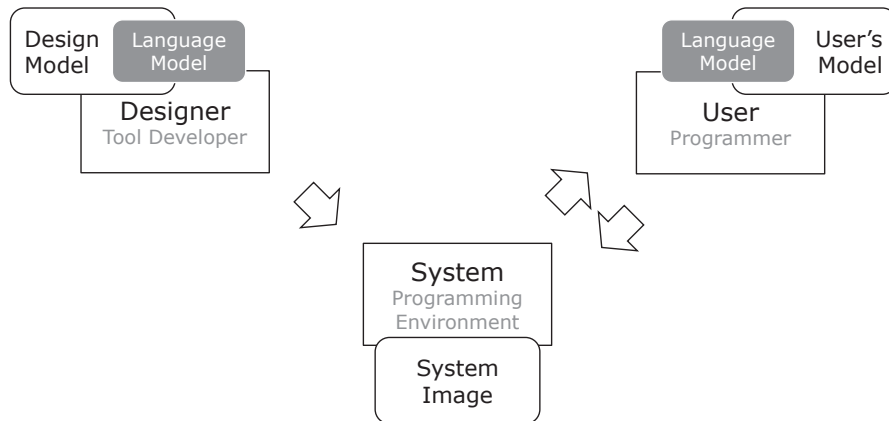 Design
Model
Language
Model
Designer
Tool Developer
Language
Model
User’s
Model
User
Programmer
System
Programming
Environment
System
Image